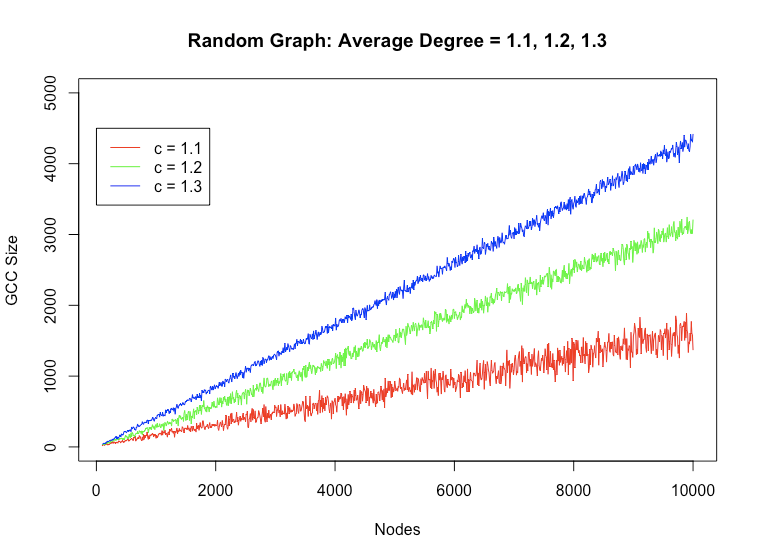 Random Graph: Average Degree = 1.1, 1.2, 1.3
5000
4000
3000
2000
1000
0
GCC Size
c = 1.1
c = 1.2
c = 1.3
0 2000 4000 6000 8000 10000
Nodes